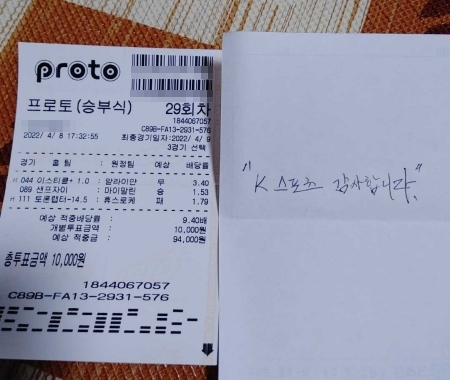 proto
프로토 (승부식) 29회차
1844067057
C89B-FA13-2931-576
2022/ 4/ 8 17:32:55 최종경기일자:2022/ 4/ 9
3경기 선택
경기 홈팀 : 원정팀 예상 배당률
H 044 이스티클+ 1.0 : 알라이얀 무 3.40
089 샌프자이 : 마이말린 승 1.53
H 111 토론랩터-14.5 : 휴스로케 패 1.79
예상 적중배당률 : 9.40배
개별투표금액 : 10,000원
예상 적중금 : 94,000원
총투표금액 10,000원
1844067057
C89B-FA13-2931-576
"K 스포츠 감사합니다."